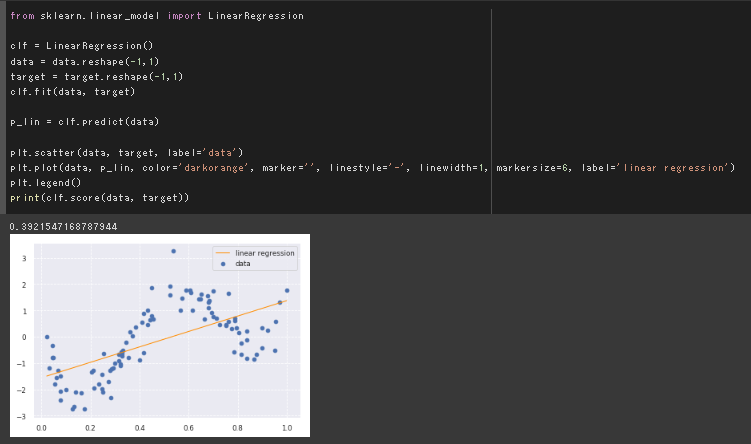 from sklearn.linear_model import LinearRegression
clf = LinearRegression()
data = data.reshape(-1,1)
target = target.reshape(-1,1)
clf.fit(data, target)
p_lin = clf.predict(data)
plt.scatter(data, target, label='data')
plt.plot(data, p_lin, color='darkorange', marker='', linestyle='-', linewidth=1, markersize=6, label='linear regression')
plt.legend()
print(clf.score(data, target))
0.3921547168787944
linear regression
data
3
2
1
0
−1
−2
−3
0.0 0.2 0.4 0.6 0.8 1.0